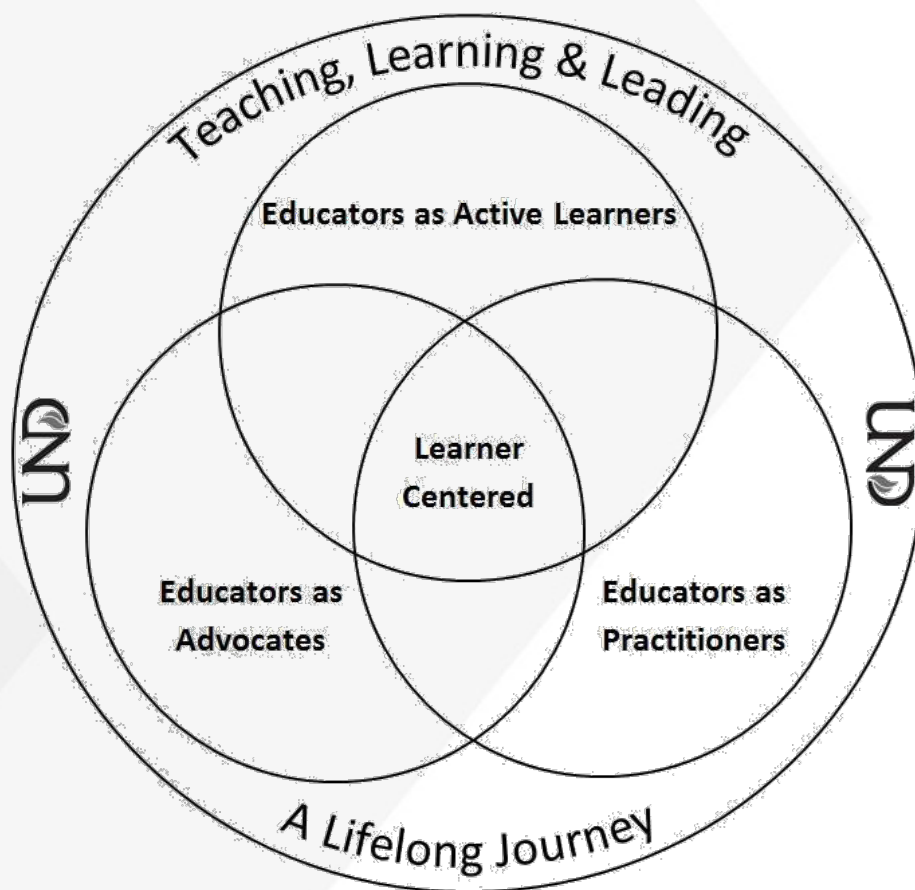 Teaching, Learning & Leading
Educators as Active Learners
UND
UND
Learner
Centered
Educators as
Advocates
Educators as
Practitioners
A Lifelong Journey